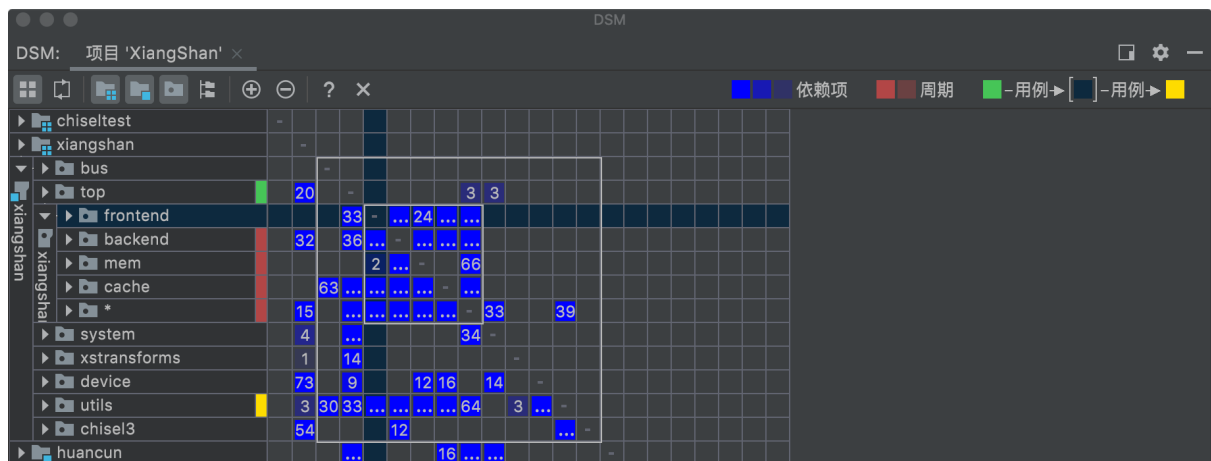 DSM
DSM: 项目 'XiangShan' ×
? × 依赖项 周期 –用例→[ ]–用例→
chiseltest -
xiangshan -
bus -
top 20 - 3 3
frontend 33 - ... 24 ... ...
backend 32 36 ... - ... ... ...
mem 2 ... - 66
cache 63 ... ... ... ... - ...
* 15 ... ... ... ... ... - 33 39
system 4 ... 34 -
xstransforms 1 14 -
device 73 9 12 16 14 -
utils 3 30 33 ... ... ... ... 64 3 ... -
chisel3 54 12 ... -
huancun ... 16 ... ... -
xiangshan
xiangshan